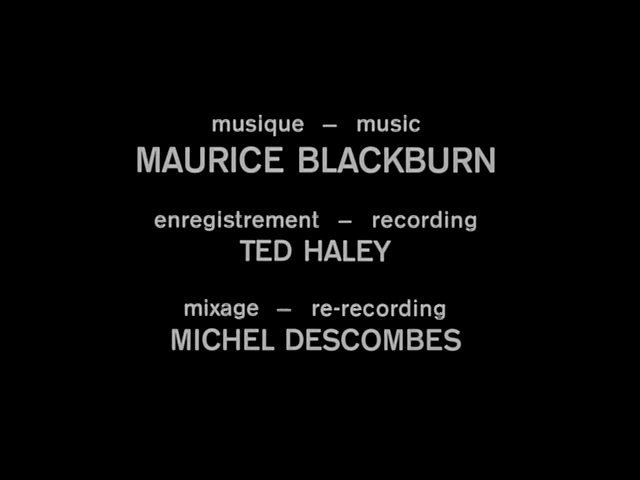 musique – music
MAURICE BLACKBURN
enregistrement – recording
TED HALEY
mixage – re-recording
MICHEL DESCOMBES